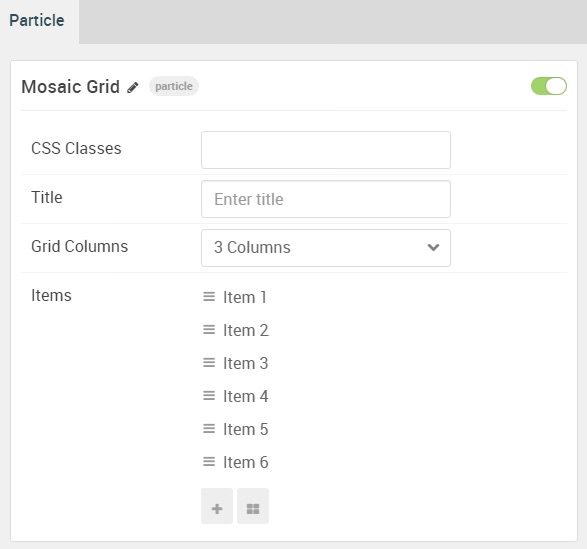 Particle
Mosaic Grid particle
CSS Classes
Title Enter title
Grid Columns 3 Columns
Items Item 1
Item 2
Item 3
Item 4
Item 5
Item 6